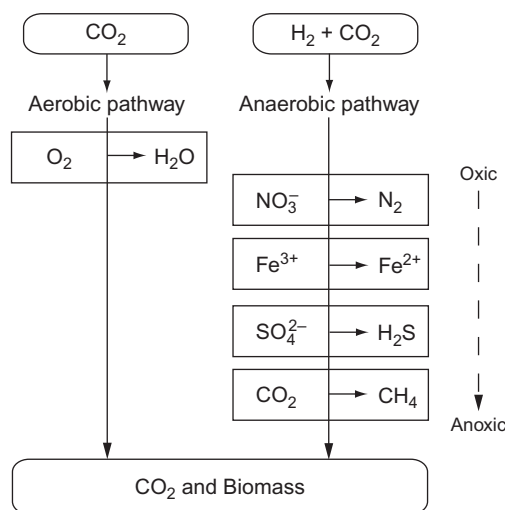 CO₂
H₂ + CO₂
Aerobic pathway
Anaerobic pathway
O₂ H₂O
Oxic
NO₃⁻ N₂
Fe³⁺ Fe²⁺
SO₄²⁻ H₂S
CO₂ CH₄
Anoxic
CO₂ and Biomass